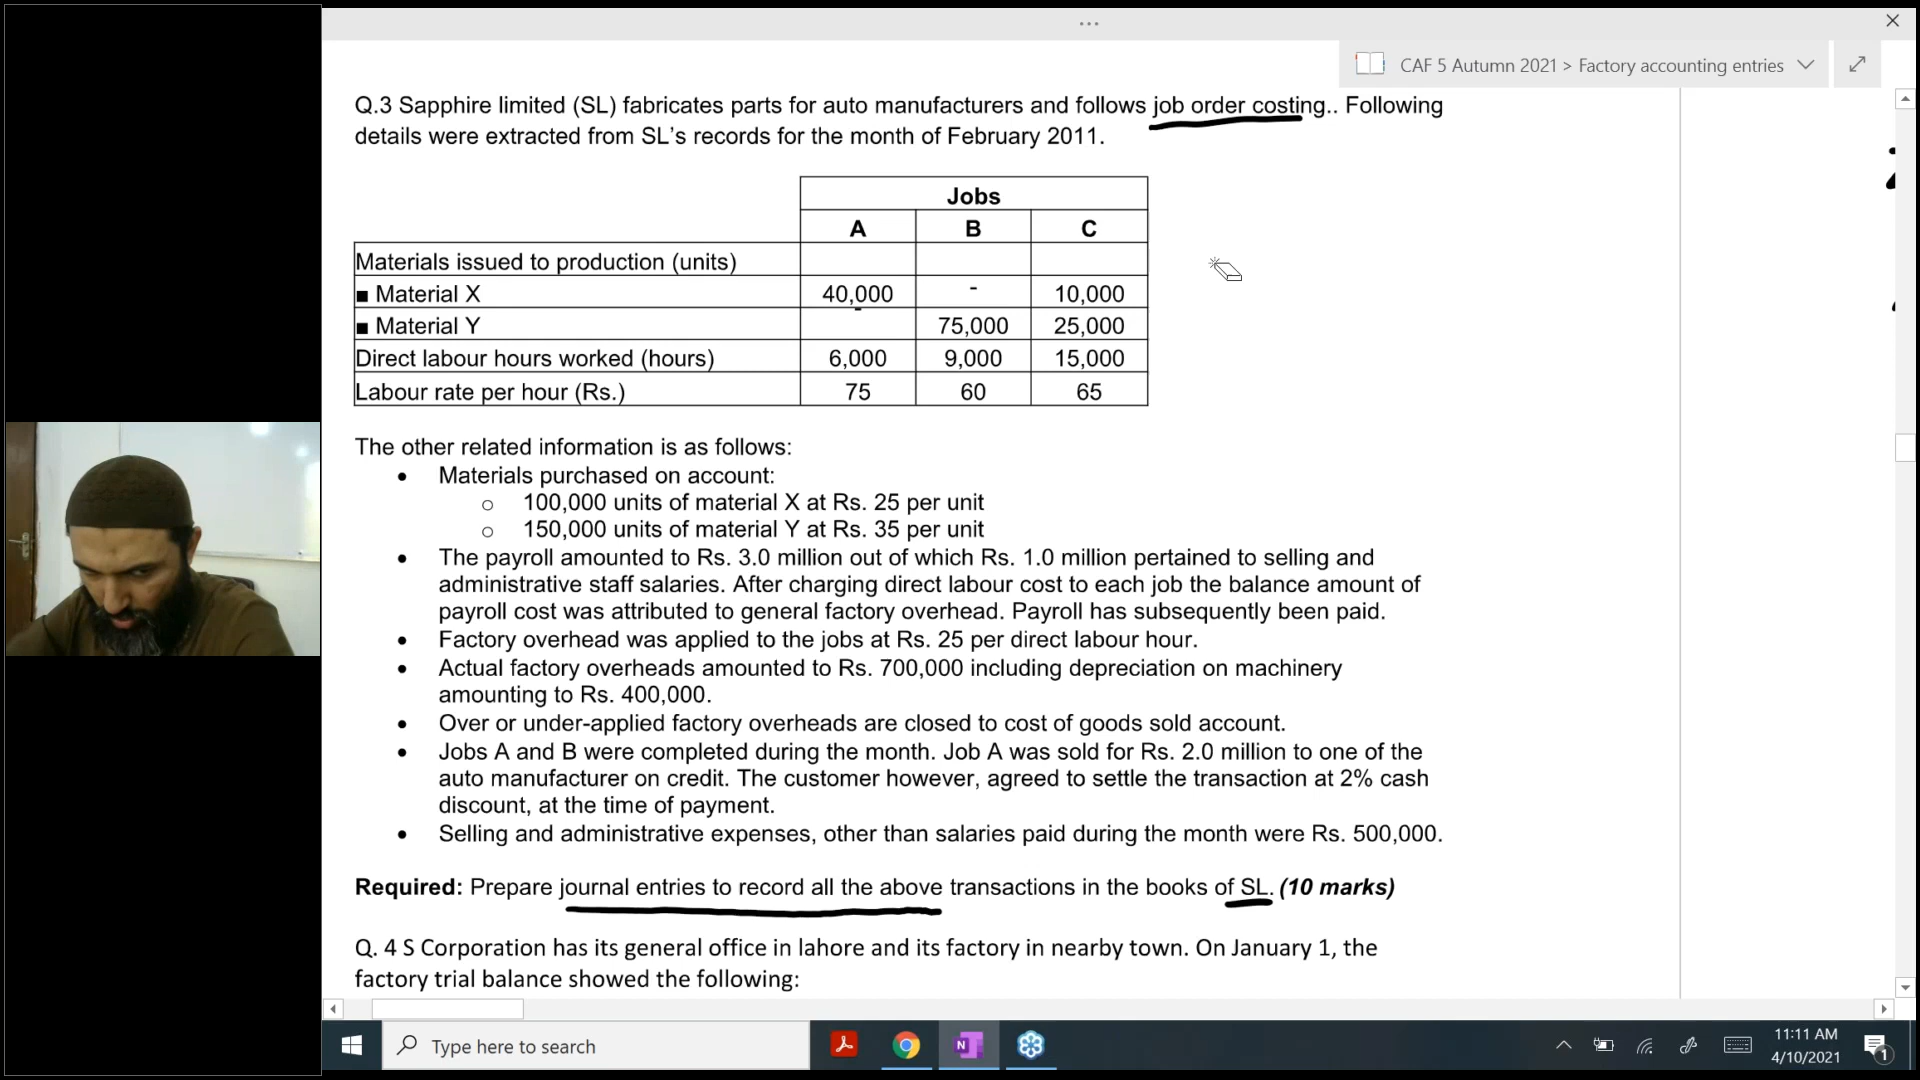 CAF 5 Autumn 2021 > Factory accounting entries
Q.3 Sapphire limited (SL) fabricates parts for auto manufacturers and follows job order costing.. Following
details were extracted from SL's records for the month of February 2011.
Jobs
A B C
Materials issued to production (units)
■ Material X 40,000 - 10,000
■ Material Y - 75,000 25,000
Direct labour hours worked (hours) 6,000 9,000 15,000
Labour rate per hour (Rs.) 75 60 65
The other related information is as follows:
• Materials purchased on account:
o 100,000 units of material X at Rs. 25 per unit
o 150,000 units of material Y at Rs. 35 per unit
• The payroll amounted to Rs. 3.0 million out of which Rs. 1.0 million pertained to selling and
administrative staff salaries. After charging direct labour cost to each job the balance amount of
payroll cost was attributed to general factory overhead. Payroll has subsequently been paid.
• Factory overhead was applied to the jobs at Rs. 25 per direct labour hour.
• Actual factory overheads amounted to Rs. 700,000 including depreciation on machinery
amounting to Rs. 400,000.
• Over or under-applied factory overheads are closed to cost of goods sold account.
• Jobs A and B were completed during the month. Job A was sold for Rs. 2.0 million to one of the
auto manufacturer on credit. The customer however, agreed to settle the transaction at 2% cash
discount, at the time of payment.
• Selling and administrative expenses, other than salaries paid during the month were Rs. 500,000.
Required: Prepare journal entries to record all the above transactions in the books of SL. (10 marks)
Q. 4 S Corporation has its general office in lahore and its factory in nearby town. On January 1, the
factory trial balance showed the following:
Type here to search
N
11:11 AM
4/10/2021
1